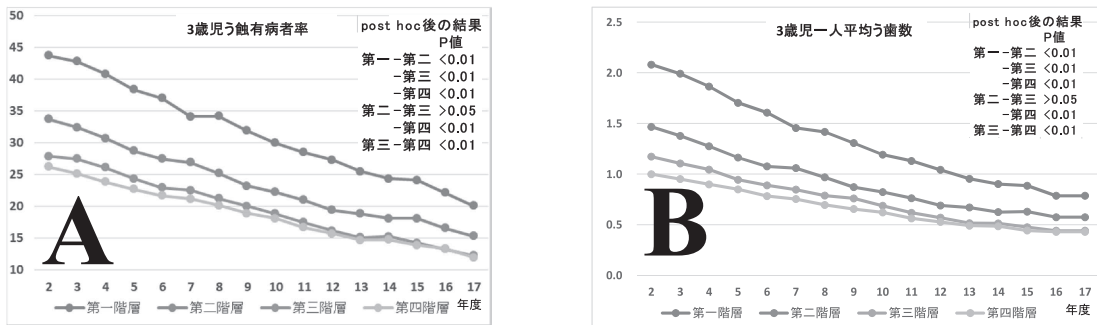 3歳児う蝕有病者率
post hoc後の結果
P値
第一-第二 <0.01
-第三 <0.01
-第四 <0.01
第二-第三 >0.05
-第四 <0.01
第三-第四 <0.01
50
45
40
35
30
25
20
15
10
A
2 3 4 5 6 7 8 9 10 11 12 13 14 15 16 17
第一階層 第二階層 第三階層 第四階層 年度
3歳児一人平均う歯数
post hoc後の結果
P値
第一-第二 <0.01
-第三 <0.01
-第四 <0.01
第二-第三 >0.05
-第四 <0.01
第三-第四 <0.01
2.5
2.0
1.5
1.0
0.5
0.0
B
2 3 4 5 6 7 8 9 10 11 12 13 14 15 16 17
第一階層 第二階層 第三階層 第四階層 年度